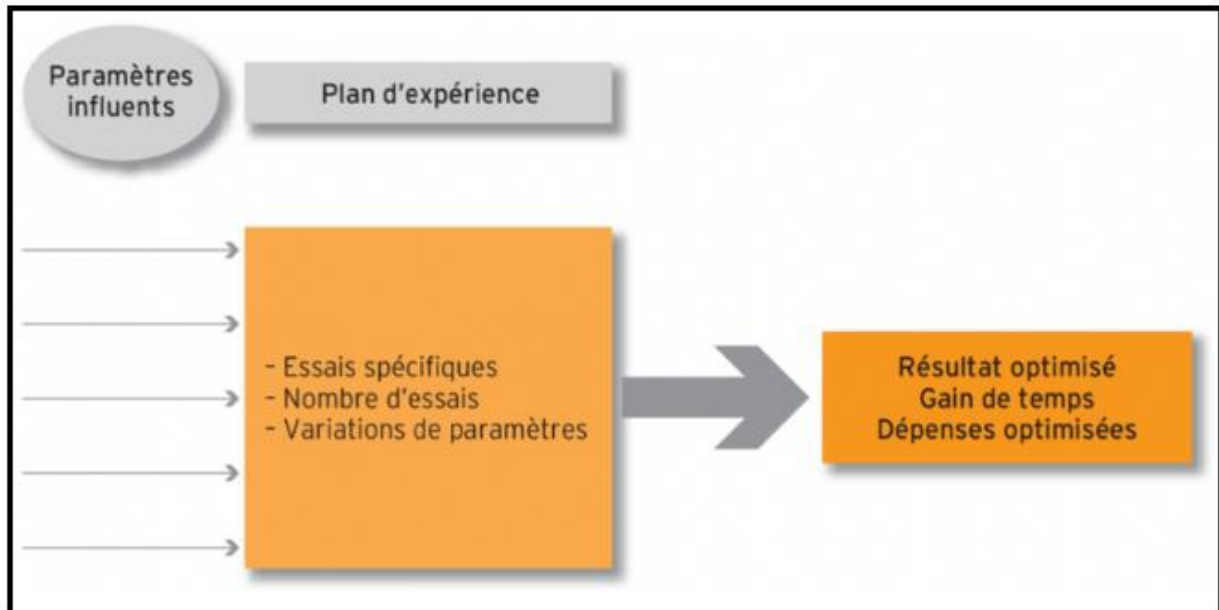 Paramètres
influents
Plan d'expérience
- Essais spécifiques
- Nombre d'essais
- Variations de paramètres
Résultat optimisé
Gain de temps
Dépenses optimisées